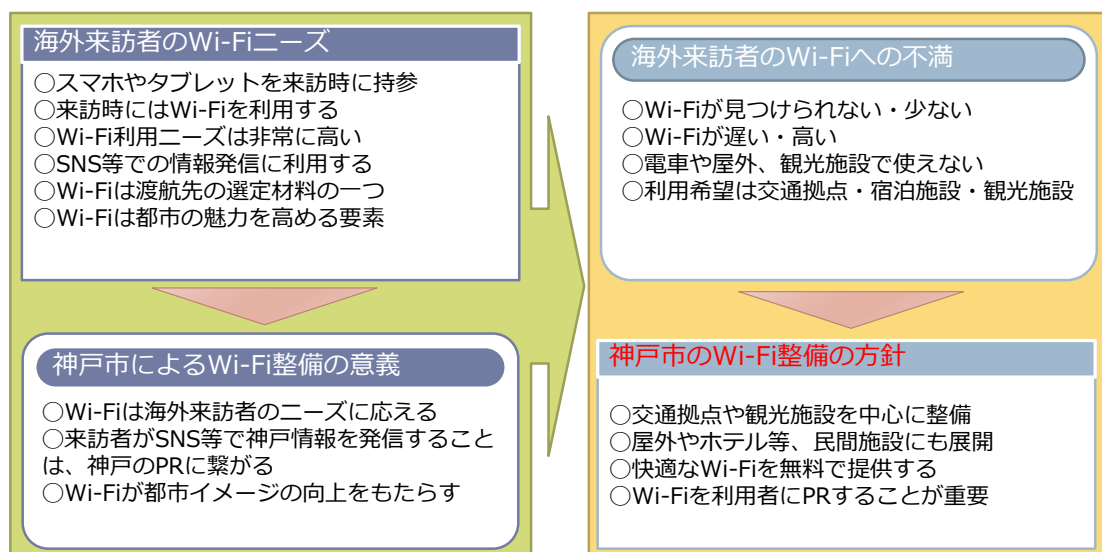 海外来訪者のWi-Fiニーズ
○スマホやタブレットを来訪時に持参
○来訪時にはWi-Fiを利用する
○Wi-Fi利用ニーズは非常に高い
○SNS等での情報発信に利用する
○Wi-Fiは渡航先の選定材料の一つ
○Wi-Fiは都市の魅力を高める要素
神戸市によるWi-Fi整備の意義
○Wi-Fiは海外来訪者のニーズに応える
○来訪者がSNS等で神戸情報を発信すること
は、神戸のPRに繋がる
○Wi-Fiが都市イメージの向上をもたらす
海外来訪者のWi-Fiへの不満
○Wi-Fiが見つけられない・少ない
○Wi-Fiが遅い・高い
○電車や屋外、観光施設で使えない
○利用希望は交通拠点・宿泊施設・観光施設
神戸市のWi-Fi整備の方針
○交通拠点や観光施設を中心に整備
○屋外やホテル等、民間施設にも展開
○快適なWi-Fiを無料で提供する
○Wi-Fiを利用者にPRすることが重要